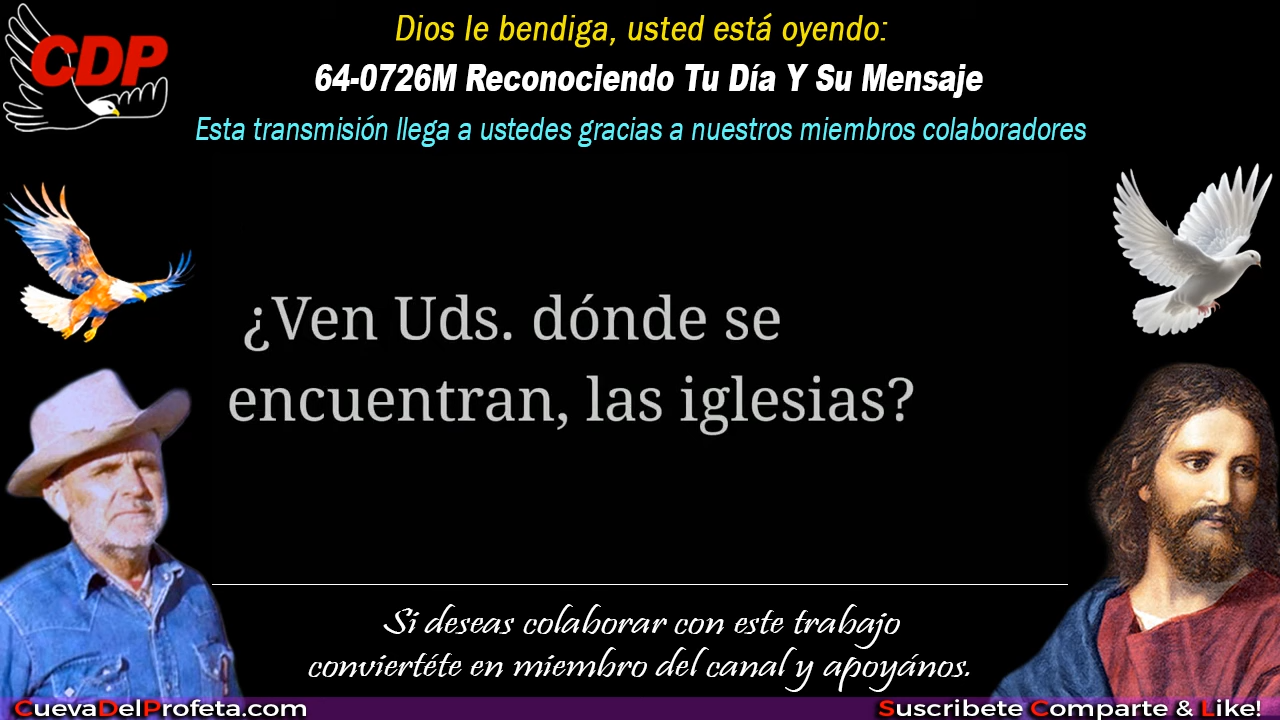 CDP
Dios le bendiga, usted está oyendo:
64-0726M Reconociendo Tu Día Y Su Mensaje
Esta transmisión llega a ustedes gracias a nuestros miembros colaboradores
¿Ven Uds. dónde se
encuentran, las iglesias?
Si deseas colaborar con este trabajo
conviertéte en miembro del canal y apoyános.
CuevaDelProfeta.com
Suscribete Comparte & Like!